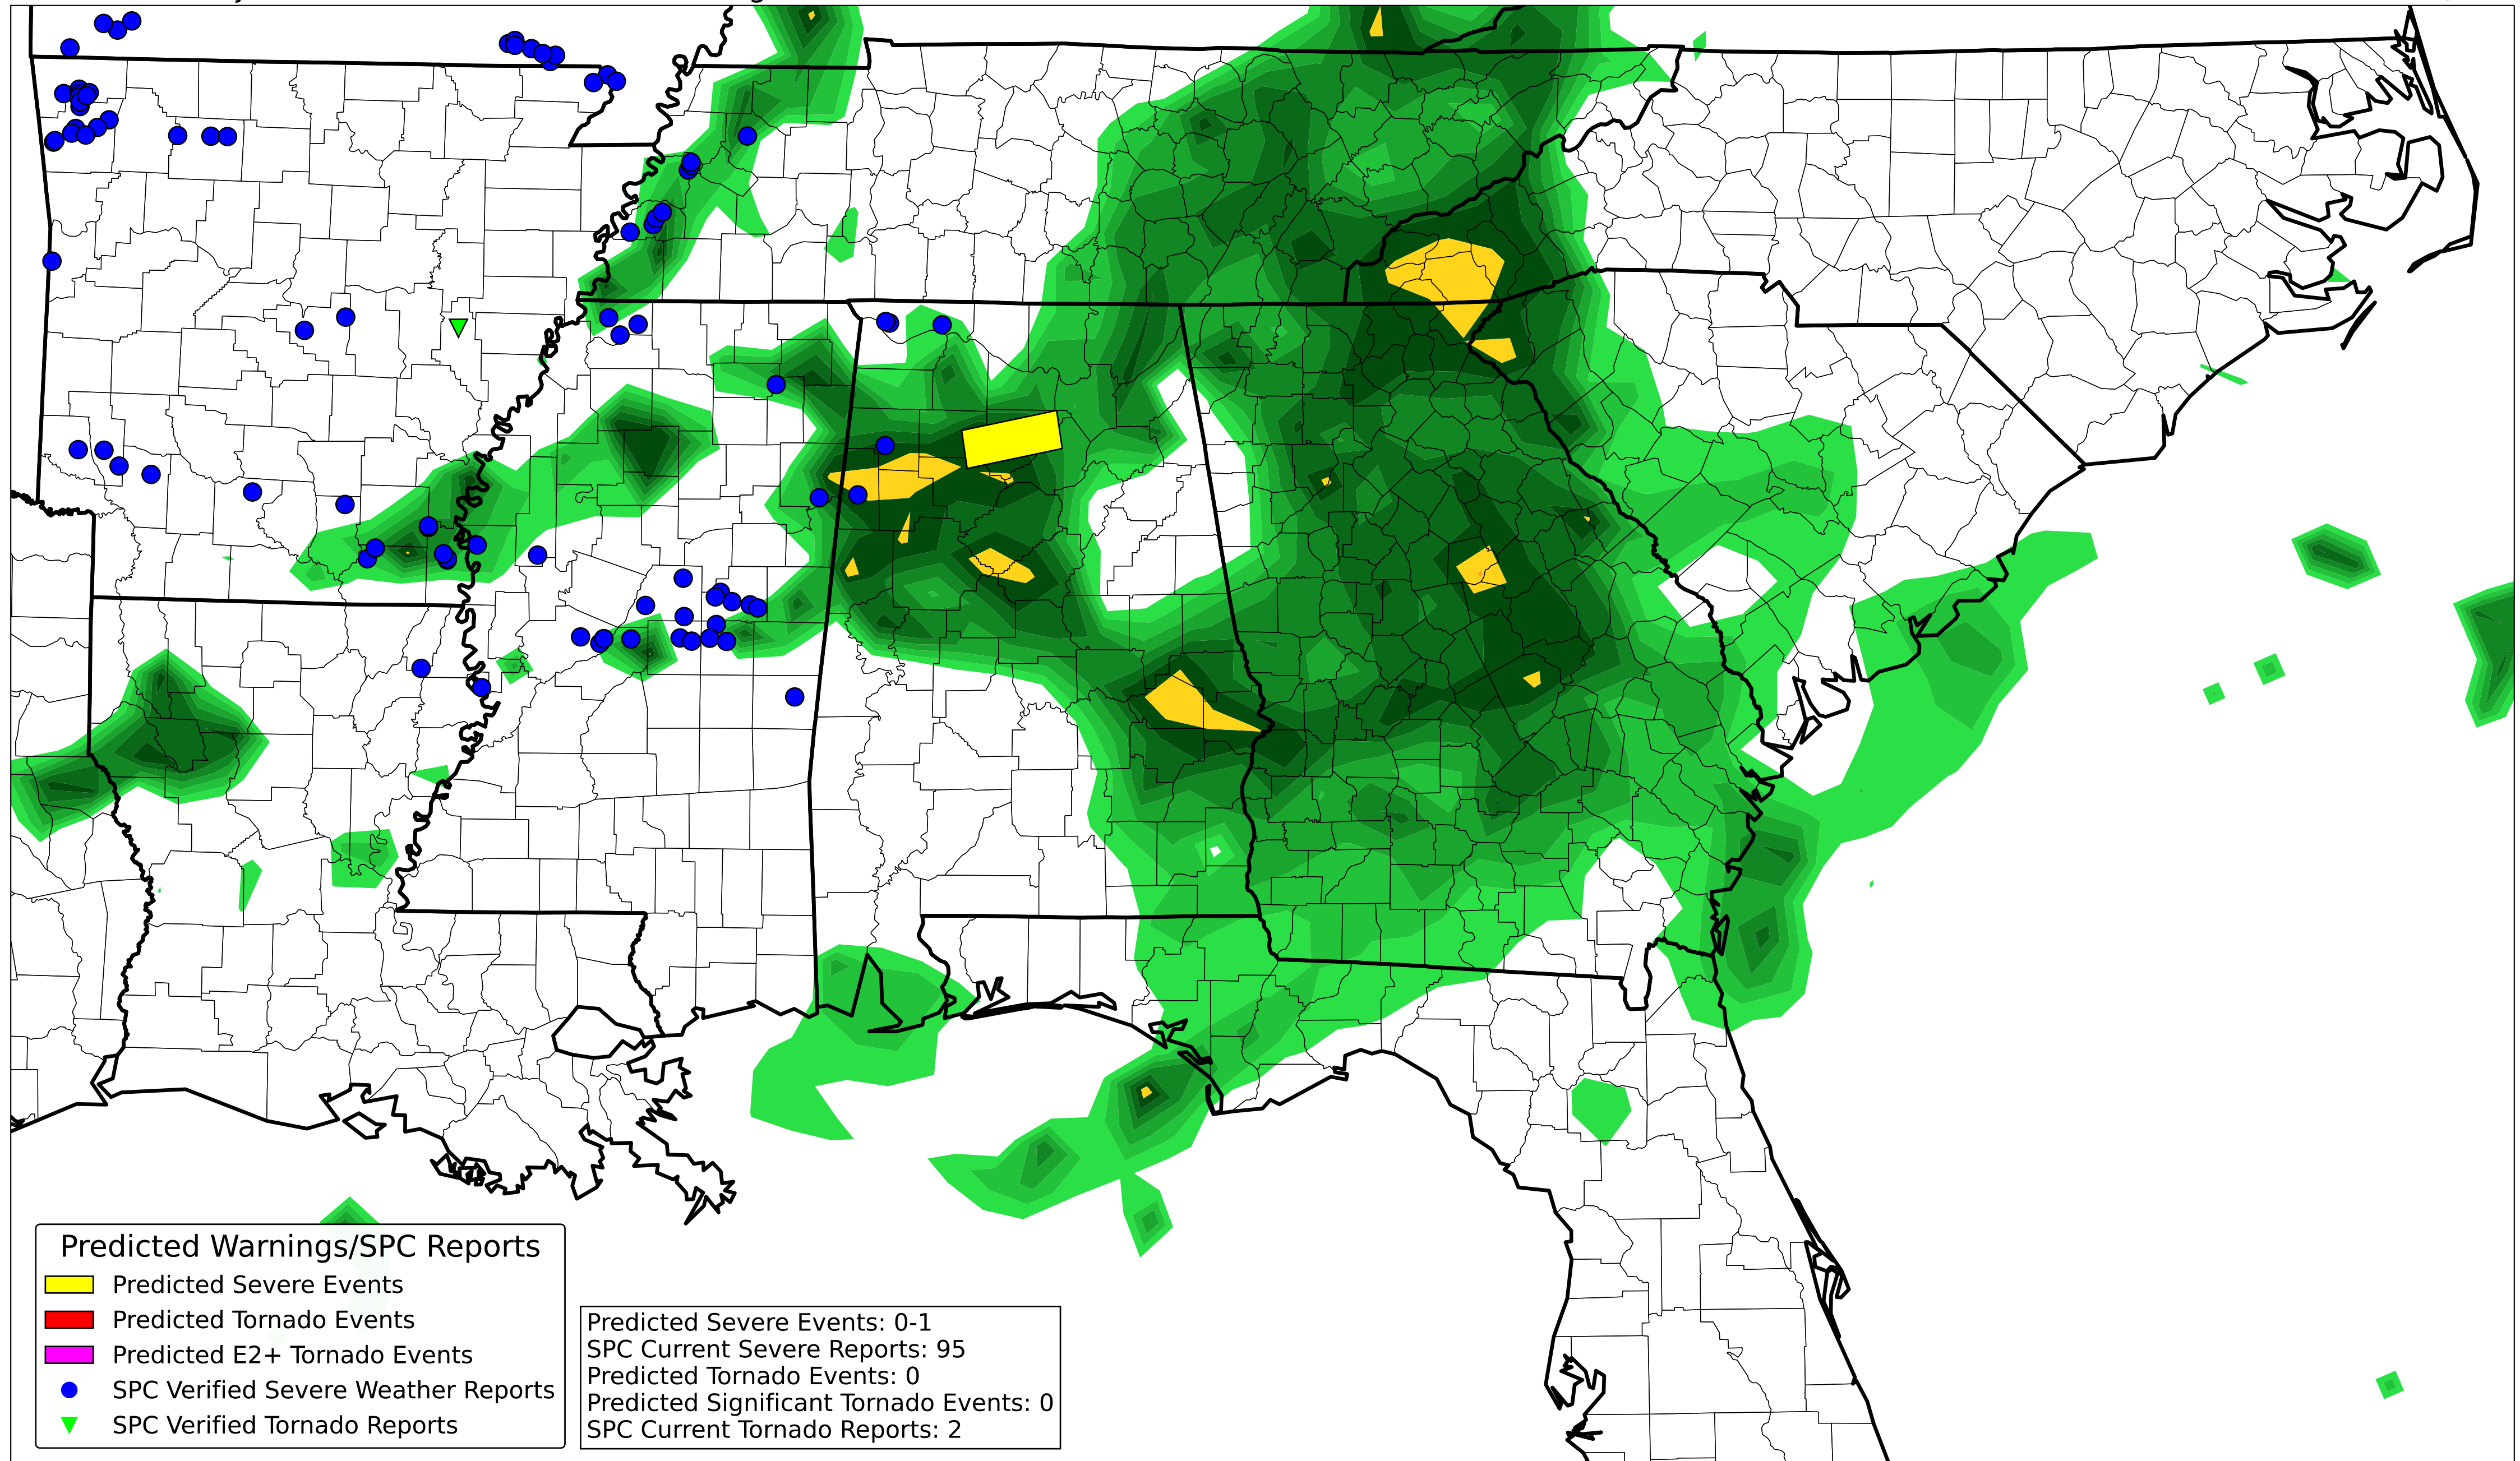 Predicted Warnings/SPC Reports
Predicted Severe Events
Predicted Tornado Events
Predicted E2+ Tornado Events
SPC Verified Severe Weather Reports
SPC Verified Tornado Reports
Predicted Severe Events: 0-1
SPC Current Severe Reports: 95
Predicted Tornado Events: 0
Predicted Significant Tornado Events: 0
SPC Current Tornado Reports: 2